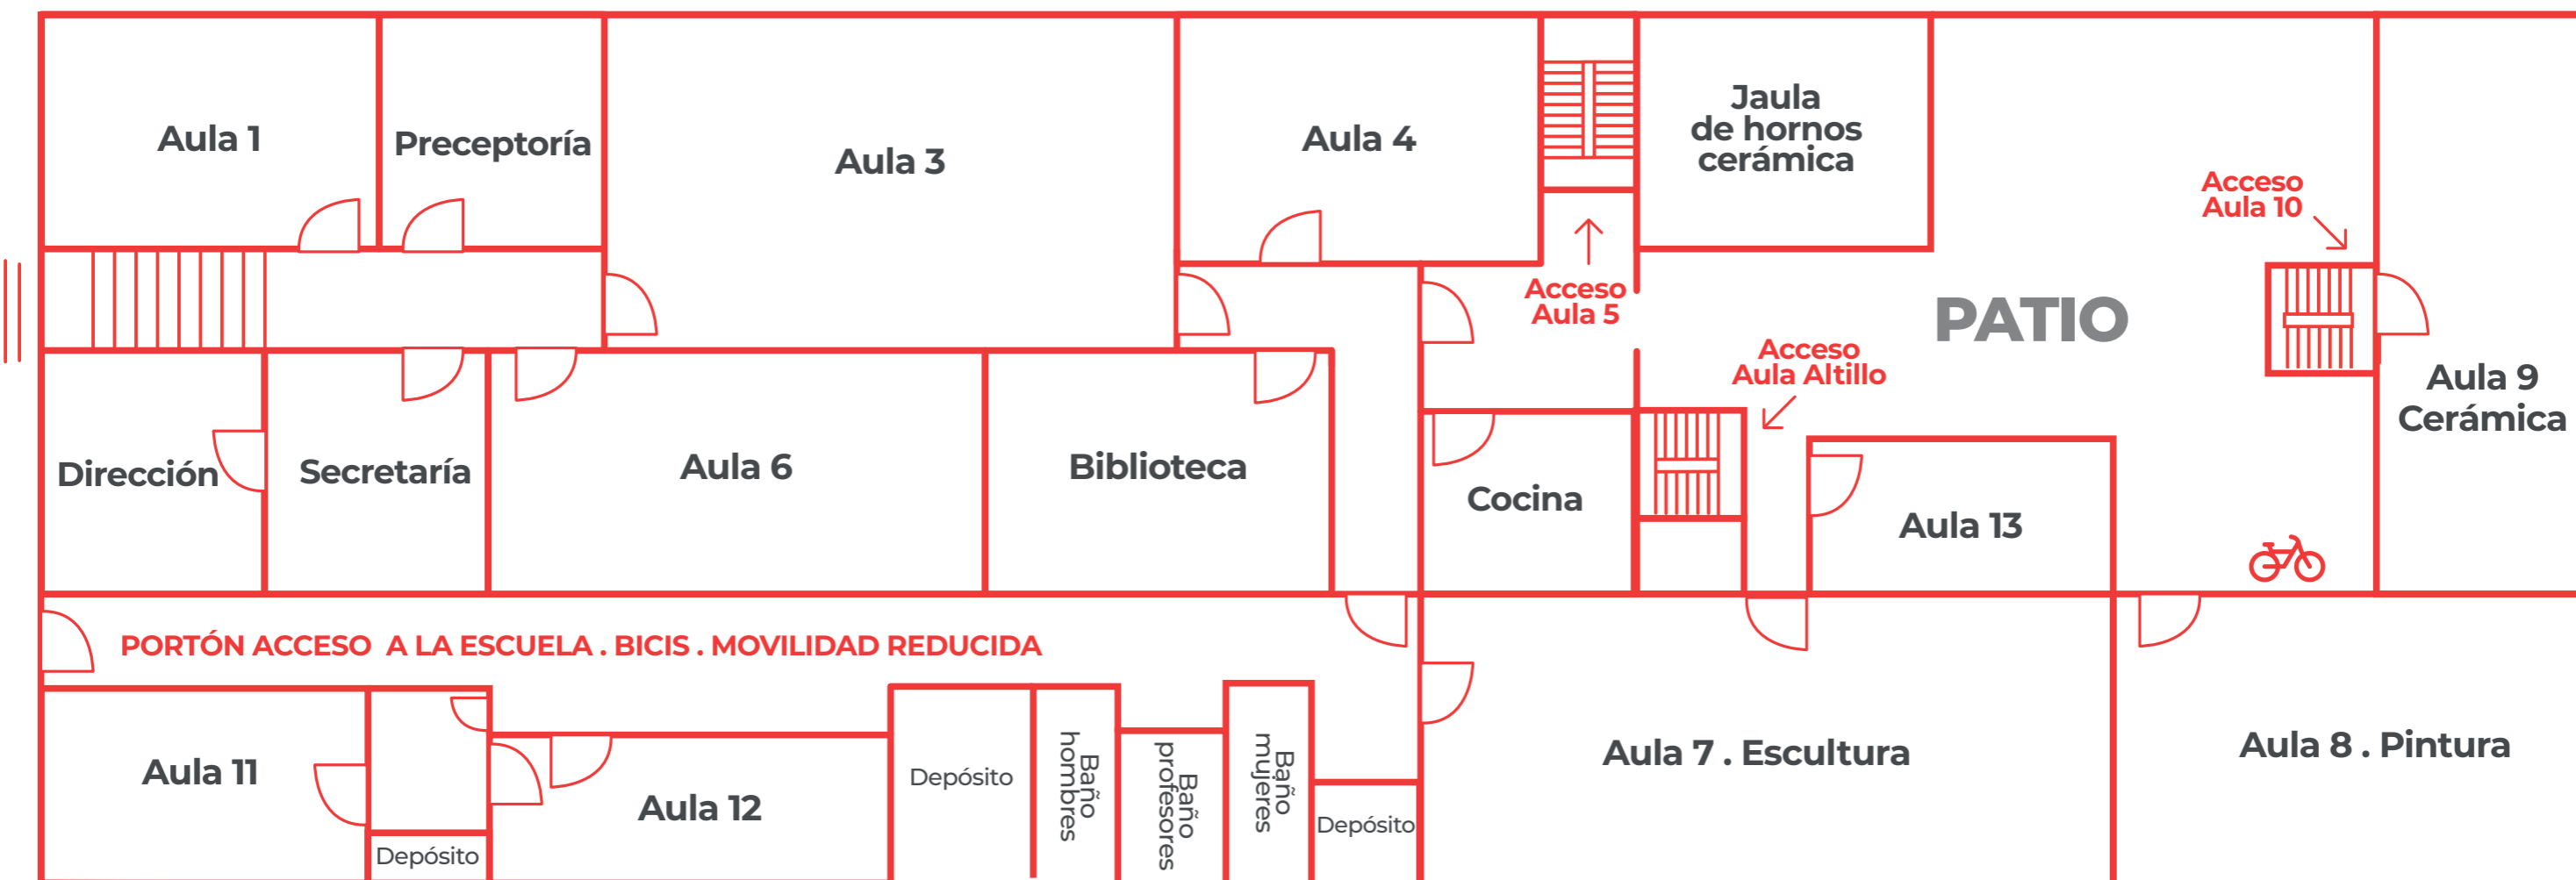 Aula 1
Preceptoría
Aula 3
Aula 4
Jaula
de hornos
cerámica
Acceso
Aula 10
Acceso
Aula 5
PATIO
Acceso
Aula Altillo
Aula 9
Cerámica
Dirección
Secretaría
Aula 6
Biblioteca
Cocina
Aula 13
PORTÓN ACCESO A LA ESCUELA . BICIS . MOVILIDAD REDUCIDA
Aula 11
Depósito
Aula 12
Depósito
Baño
hombres
Baño
profesores
Baño
mujeres
Depósito
Aula 7 . Escultura
Aula 8 . Pintura